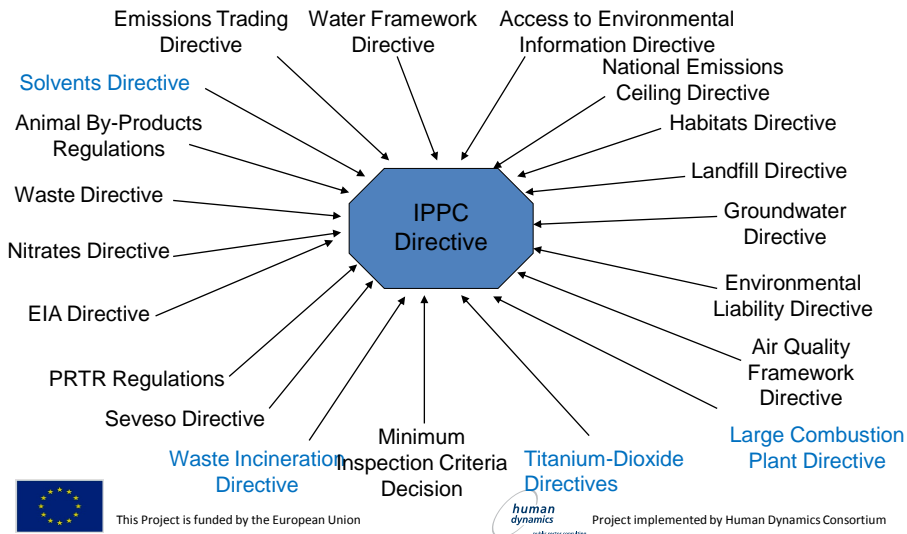 Emissions Trading
Directive
Water Framework
Directive
Access to Environmental
Information Directive
Solvents Directive
National Emissions
Ceiling Directive
Animal By-Products
Regulations
Habitats Directive
Waste Directive
Landfill Directive
IPPC
Directive
Groundwater
Directive
Nitrates Directive
Environmental
Liability Directive
EIA Directive
Air Quality
Framework
Directive
PRTR Regulations
Seveso Directive
Large Combustion
Plant Directive
Waste Incineration
Directive
Minimum
Inspection Criteria
Decision
Titanium-Dioxide
Directives
This Project is funded by the European Union
human
dynamics
Project implemented by Human Dynamics Consortium